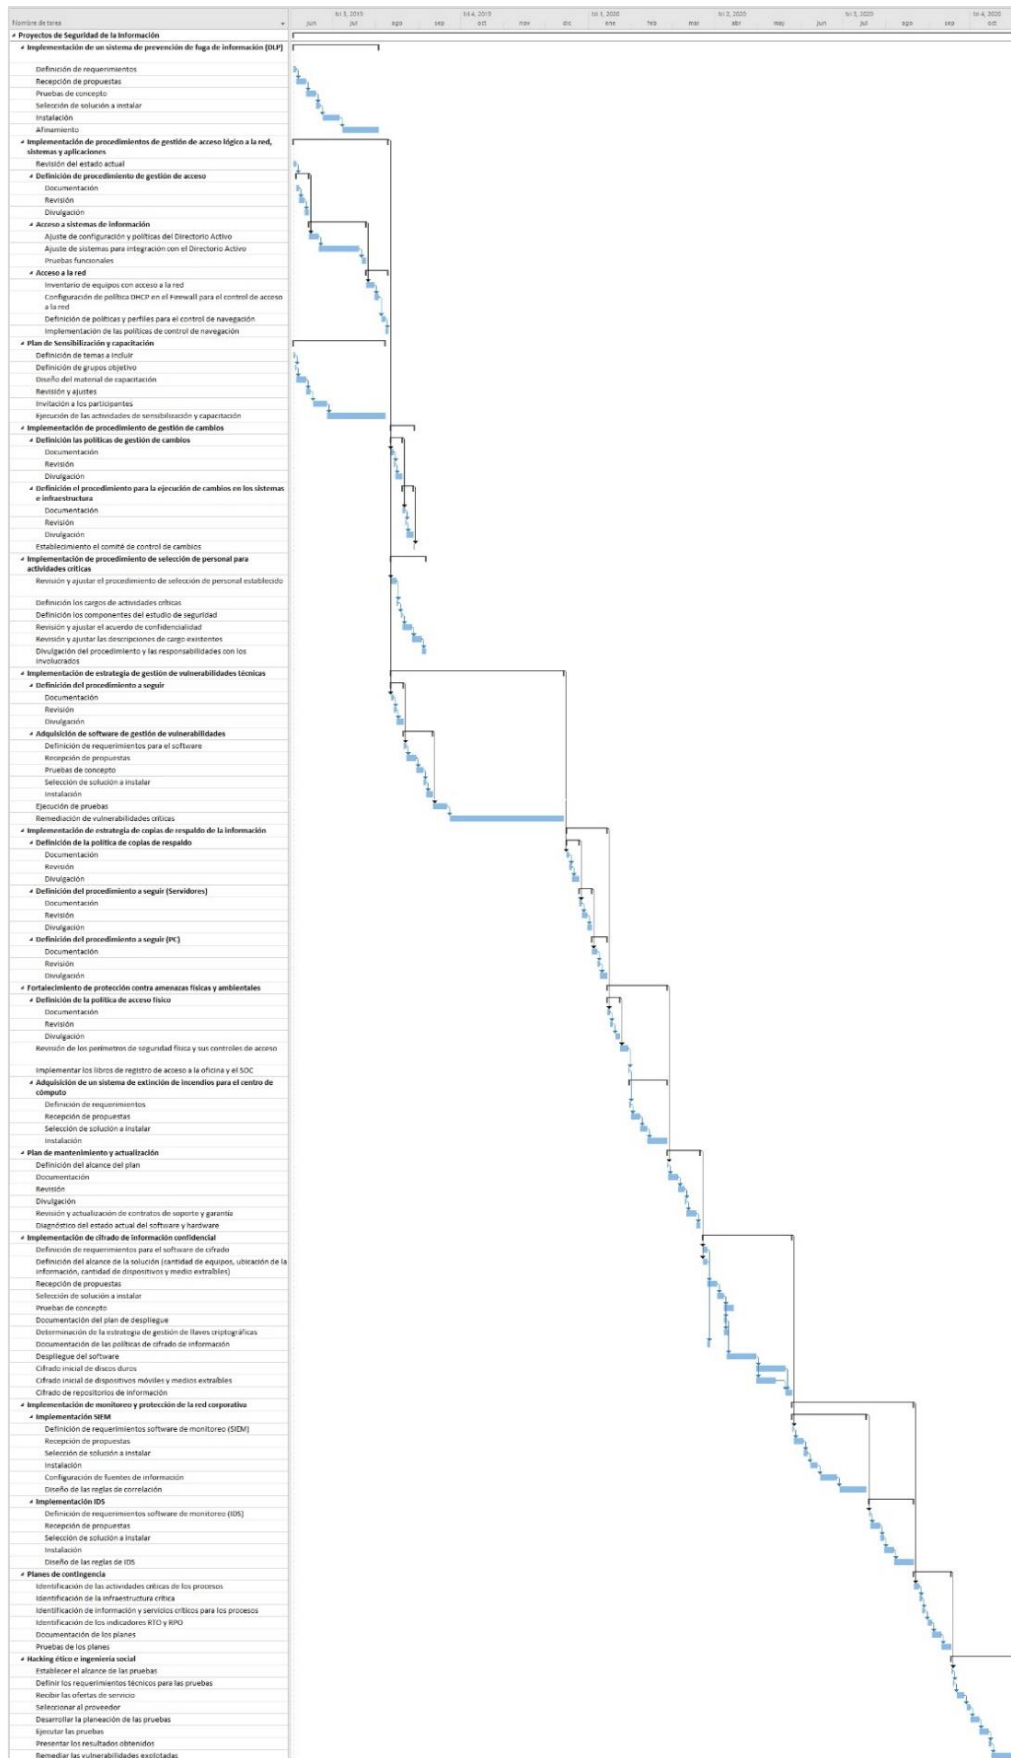 tri 3, 2019 tri 4, 2019 tri 1, 2020 tri 2, 2020 tri 3, 2020 tri 4, 2020
Nombre de tarea jun jul ago sep oct nov dic ene feb mar abr may jun jul ago sep oct
Proyectos de Seguridad de la Información
Implementación de un sistema de prevención de fuga de información (DLP)
Definición de requerimientos
Recepción de propuestas
Pruebas de concepto
Selección de solución a instalar
Instalación
Afinamiento
Implementación de procedimientos de gestión de acceso lógico a la red,
sistemas y aplicaciones
Revisión del estado actual
Definición de procedimiento de gestión de acceso
Documentación
Revisión
Divulgación
Acceso a sistemas de información
Ajuste de configuración y políticas del Directorio Activo
Ajuste de sistemas para integración con el Directorio Activo
Pruebas funcionales
Acceso a la red
Inventario de equipos con acceso a la red
Configuración de política DHCP en el Firewall para el control de acceso
a la red
Definición de políticas y perfiles para el control de navegación
Implementación de las políticas de control de navegación
Plan de Sensibilización y capacitación
Definición de temas a incluir
Definición de grupos objetivo
Diseño del material de capacitación
Revisión y ajustes
Invitación a los participantes
Ejecución de las actividades de sensibilización y capacitación
Implementación de procedimiento de gestión de cambios
Definición las políticas de gestión de cambios
Documentación
Revisión
Divulgación
Definición el procedimiento para la ejecución de cambios en los sistemas
e infraestructura
Documentación
Revisión
Divulgación
Establecimiento el comité de control de cambios
Implementación de procedimiento de selección de personal para
actividades críticas
Revisión y ajustar el procedimiento de selección de personal establecido
Definición los cargos de actividades críticas
Definición los componentes del estudio de seguridad
Revisión y ajustar el acuerdo de confidencialidad
Revisión y ajustar las descripciones de cargo existentes
Divulgación del procedimiento y las responsabilidades con los
involucrados
Implementación de estrategia de gestión de vulnerabilidades técnicas
Definición del procedimiento a seguir
Documentación
Revisión
Divulgación
Adquisición de software de gestión de vulnerabilidades
Definición de requerimientos para el software
Recepción de propuestas
Pruebas de concepto
Selección de solución a instalar
Instalación
Ejecución de pruebas
Remediación de vulnerabilidades críticas
Implementación de estrategia de copias de respaldo de la información
Definición de la política de copias de respaldo
Documentación
Revisión
Divulgación
Definición del procedimiento a seguir (Servidores)
Documentación
Revisión
Divulgación
Definición del procedimiento a seguir (PC)
Documentación
Revisión
Divulgación
Fortalecimiento de protección contra amenazas físicas y ambientales
Definición de la política de acceso físico
Documentación
Revisión
Divulgación
Revisión de los perímetros de seguridad física y sus controles de acceso
Implementar los libros de registro de acceso a la oficina y el SOC
Adquisición de un sistema de extinción de incendios para el centro de
cómputo
Definición de requerimientos
Recepción de propuestas
Selección de solución a instalar
Instalación
Plan de mantenimiento y actualización
Definición del alcance del plan
Documentación
Revisión
Divulgación
Revisión y actualización de contratos de soporte y garantía
Diagnóstico del estado actual del software y hardware
Implementación de cifrado de información confidencial
Definición de requerimientos para el software de cifrado
Definición del alcance de la solución (cantidad de equipos, ubicación de la
información, cantidad de dispositivos y medio extraíbles)
Recepción de propuestas
Selección de solución a instalar
Pruebas de concepto
Documentación del plan de despliegue
Determinación de la estrategia de gestión de llaves criptográficas
Documentación de las políticas de cifrado de información
Despliegue del software
Cifrado inicial de discos duros
Cifrado inicial de dispositivos móviles y medios extraíbles
Cifrado de repositorios de información
Implementación de monitoreo y protección de la red corporativa
Implementación SIEM
Definición de requerimientos software de monitoreo (SIEM)
Recepción de propuestas
Selección de solución a instalar
Instalación
Configuración de fuentes de información
Diseño de las reglas de correlación
Implementación IDS
Definición de requerimientos software de monitoreo (IDS)
Recepción de propuestas
Selección de solución a instalar
Instalación
Diseño de las reglas de IDS
Planes de contingencia
Identificación de las actividades críticas de los procesos
Identificación de la infraestructura crítica
Identificación de información y servicios críticos para los procesos
Identificación de los indicadores RTO y RPO
Documentación de los planes
Pruebas de los planes
Hacking ético e ingeniería social
Establecer el alcance de las pruebas
Definir los requerimientos técnicos para las pruebas
Recibir las ofertas de servicio
Seleccionar al proveedor
Desarrollar la planeación de las pruebas
Ejecutar las pruebas
Presentar los resultados obtenidos
Remediar las vulnerabilidades explotadas